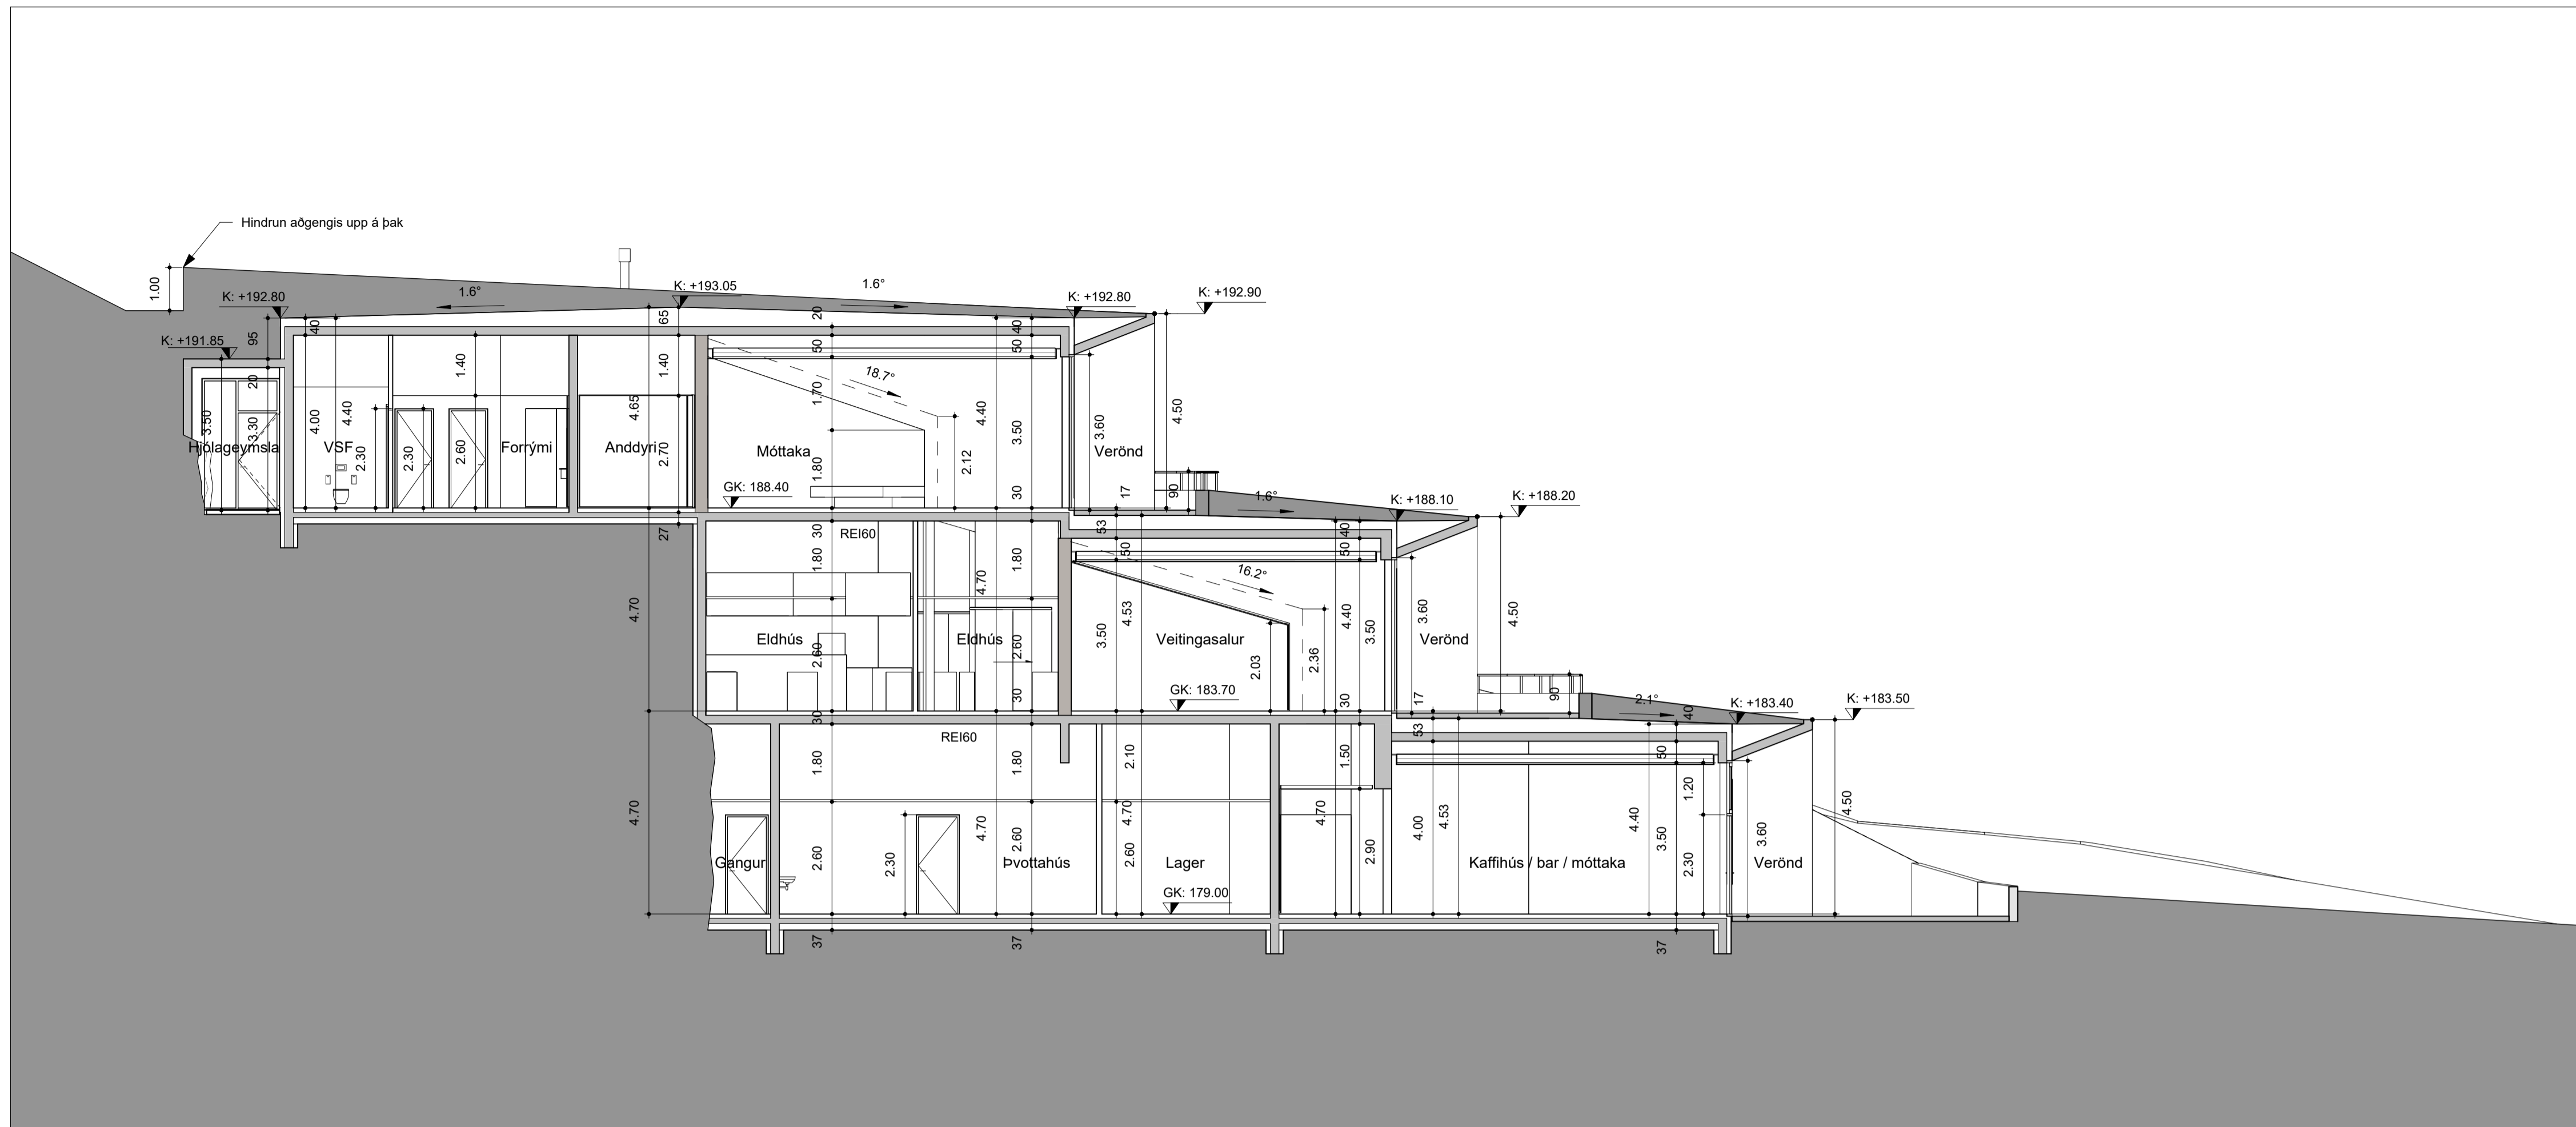 Hindrun aðgengis upp á þak
1.00
K: +192.80
1.6°
K: +193.05
1.6°
K: +192.80
K: +192.90
K: +191.85
95
40
65
20
40
50
50
20
1.40
1.40
18.7°
1.70
3.50
3.30
4.00
4.40
4.65
4.40
3.50
3.60
4.50
Hjólageymsla
VSF
2.30
2.30
2.60
Forrými
Anddyri
2.70
Móttaka
1.80
2.12
Verönd
GK: 188.40
30
17
90
1.6°
K: +188.10
K: +188.20
27
30
REI60
53
40
50
50
1.80
1.80
16.2°
4.70
4.70
3.50
4.53
4.40
3.50
3.60
4.50
Eldhús
2.60
Eldhús
2.60
Veitingasalur
2.03
2.36
Verönd
GK: 183.70
30
30
30
17
90
2.1°
40
K: +183.40
K: +183.50
REI60
53
50
1.80
1.80
2.10
1.50
1.20
4.70
4.70
4.70
4.70
4.00
4.53
4.40
3.50
3.60
4.50
Gangur
2.60
2.30
2.60
Þvottahús
2.60
Lager
2.90
Kaffihús / bar / móttaka
2.30
Verönd
GK: 179.00
37
37
37